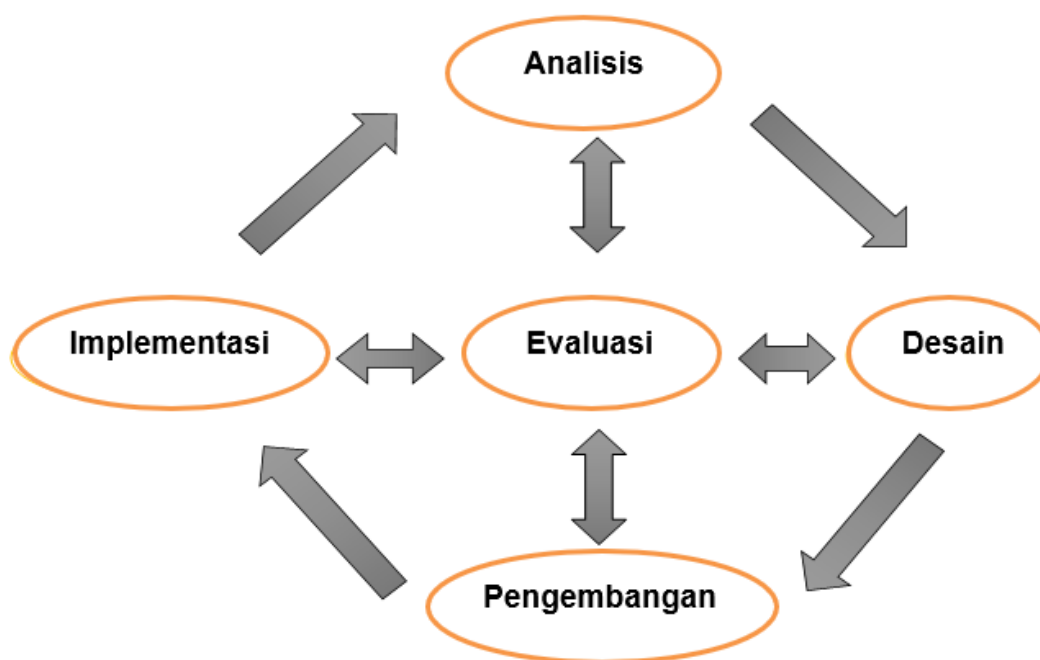 Analisis
Implementasi
Evaluasi
Desain
Pengembangan